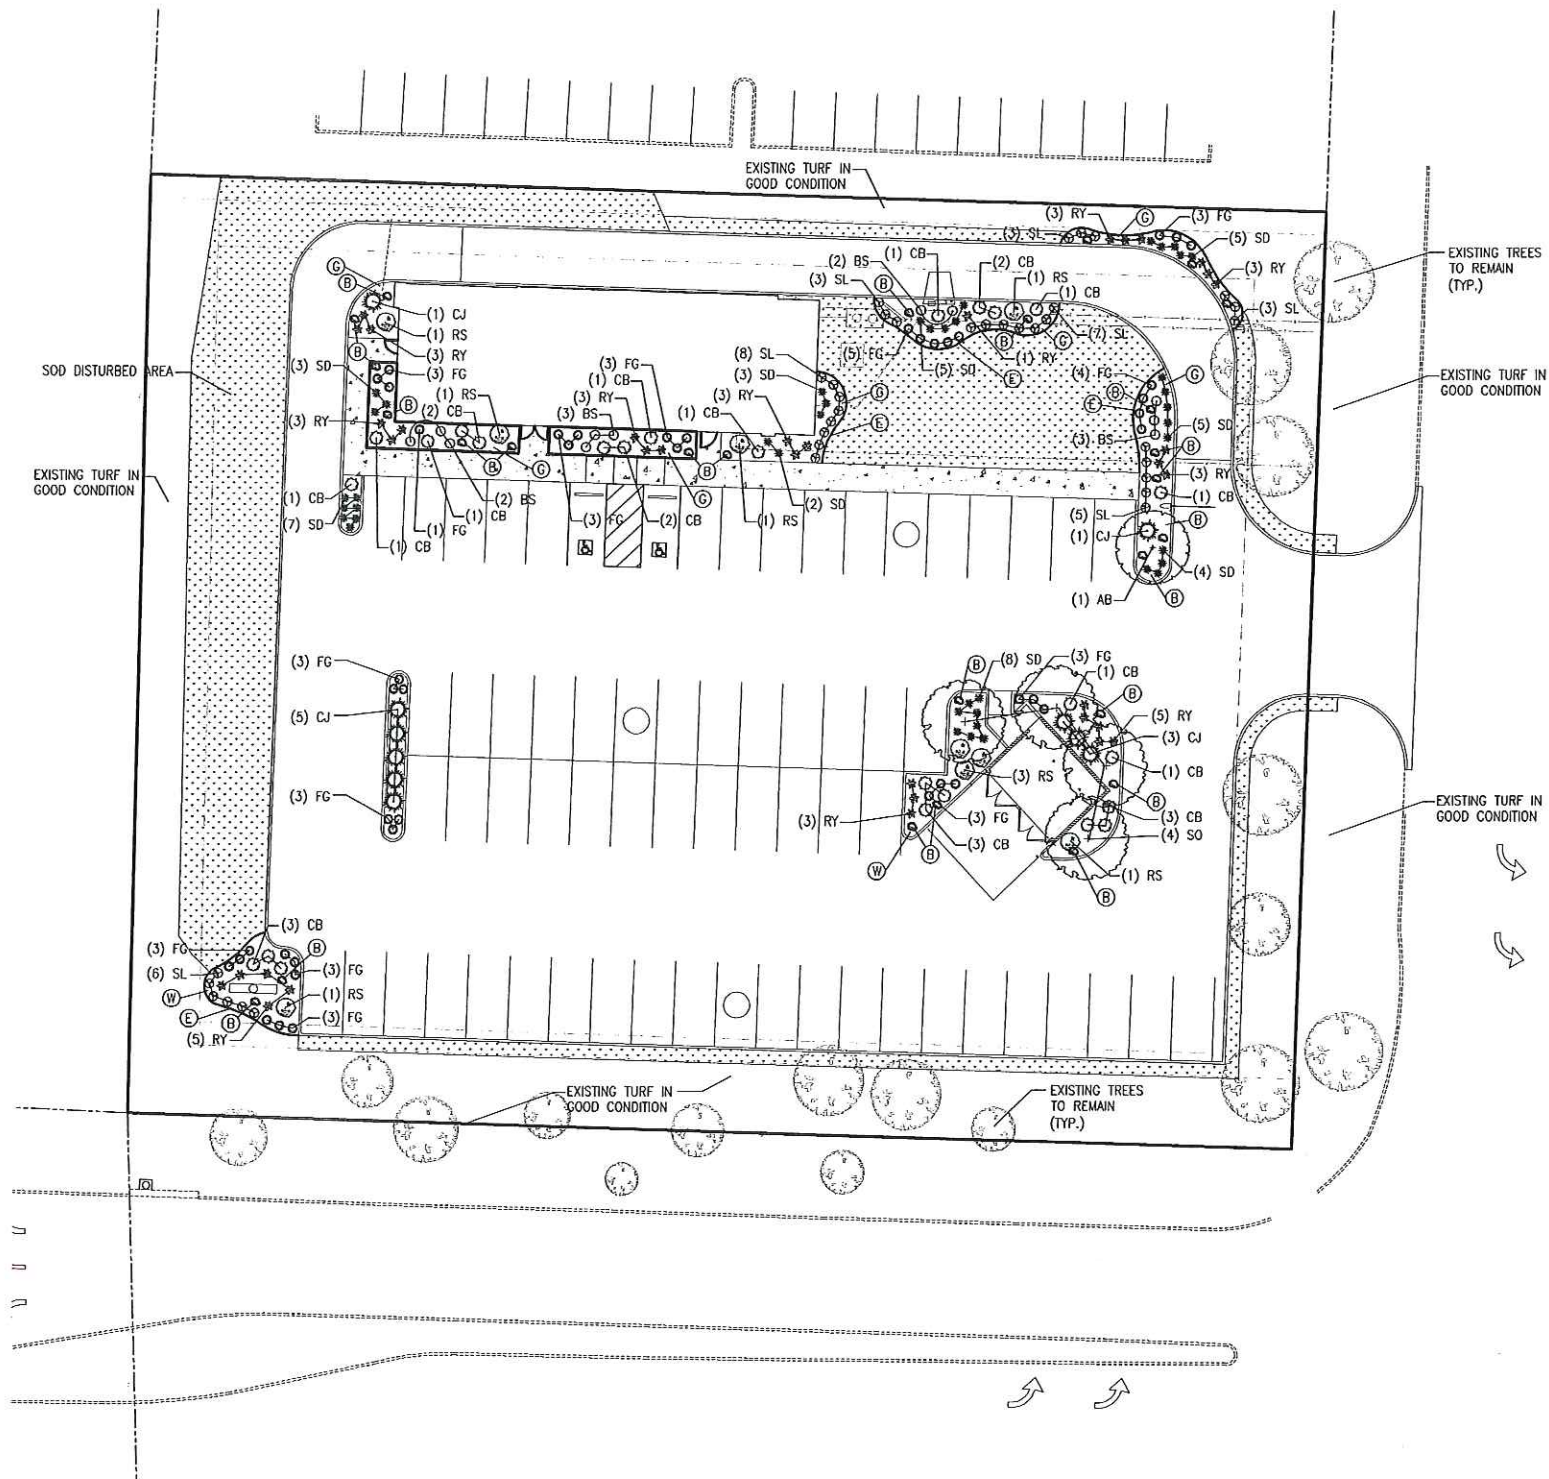 EXISTING TURF IN
GOOD CONDITION
(3) RY
G
(3) FG
(3) SL
(5) SD
EXISTING TREES
TO REMAIN
(TYP.)
(3) RY
(3) SL
(1) CB
(2) BS
(2) CB
(3) SL
(1) RS
B
(1) CB
G
B
(1) CJ
(1) RS
B
(3) RY
(5) FG
(5) SD
E
(1) RY
B
G
(7) SL
SOD DISTURBED AREA
(3) SD
(3) FG
(1) RS
B
(2) CB
(3) RY
(3) FG
(1) CB
(3) RY
(3) BS
(8) SL
(3) SD
(3) RY
(1) CB
G
E
(4) FG
B
E
G
(3) BS
(5) SD
B
(3) RY
(1) CB
(5) SL
B
(1) CJ
(4) SD
(1) AB
B
EXISTING TURF IN
GOOD CONDITION
EXISTING TURF IN
GOOD CONDITION
B
G
B
G
(1) CB
(7) SD
(2) BS
(1) CB
(1) FG
(1) CB
(3) FG
(2) CB
(1) RS
(2) SD
(3) FG
(5) CJ
(3) FG
B
(8) SD
(3) FG
(1) CB
B
(5) RY
(3) CJ
(1) CB
(3) RS
B
(3) CB
(4) SO
(3) RY
(3) FG
(3) CB
B
W
(1) RS
B
EXISTING TURF IN
GOOD CONDITION
(3) CB
(3) FG
B
(6) SL
(3) FG
W
(1) RS
E
B
(3) FG
(5) RY
EXISTING TURF IN
GOOD CONDITION
EXISTING TREES
TO REMAIN
(TYP.)